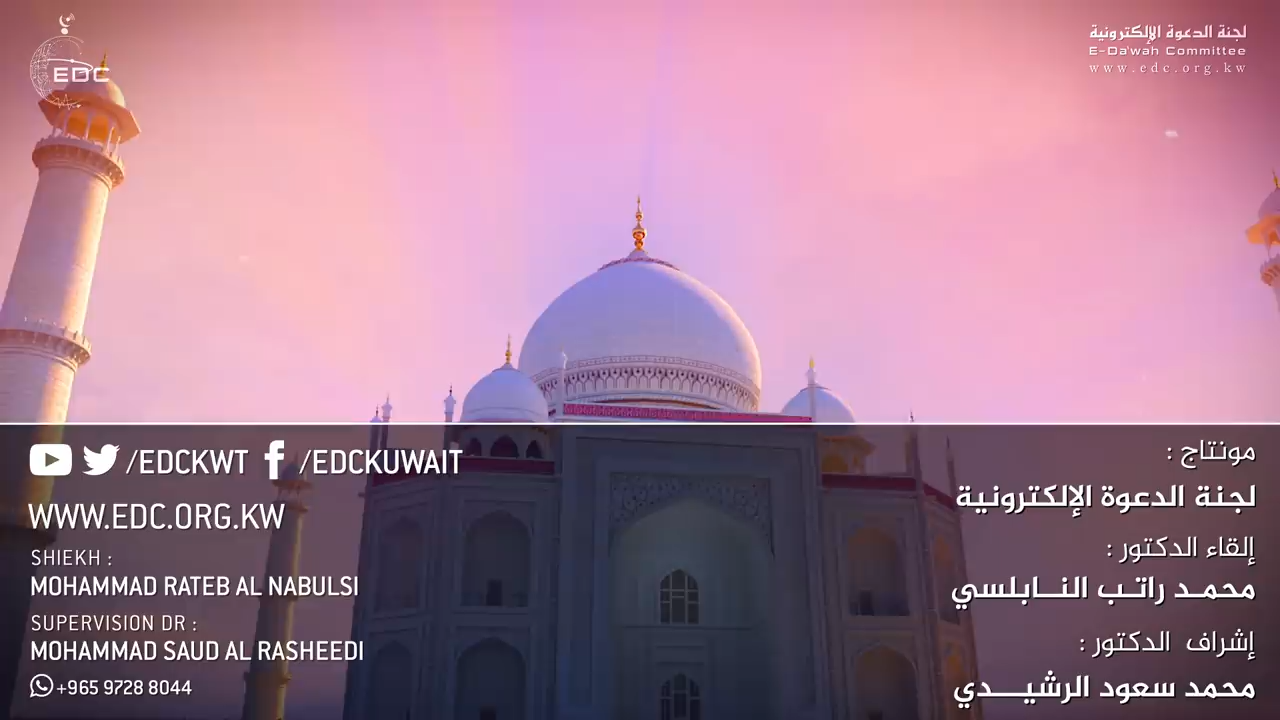 EDC
لجنة الدعوة الإلكترونية
E-Da'wah Committee
www.edc.org.kw
/EDCKWT /EDCKUWAIT
WWW.EDC.ORG.KW
SHIEKH :
MOHAMMAD RATEB AL NABULSI
SUPERVISION DR :
MOHAMMAD SAUD AL RASHEEDI
+965 9728 8044
مونتاج :
لجنة الدعوة الإلكترونية
إلقاء الدكتور :
محمـد راتـب النــابلسي
إشراف الدكتور :
محمد سعود الرشيــــدي